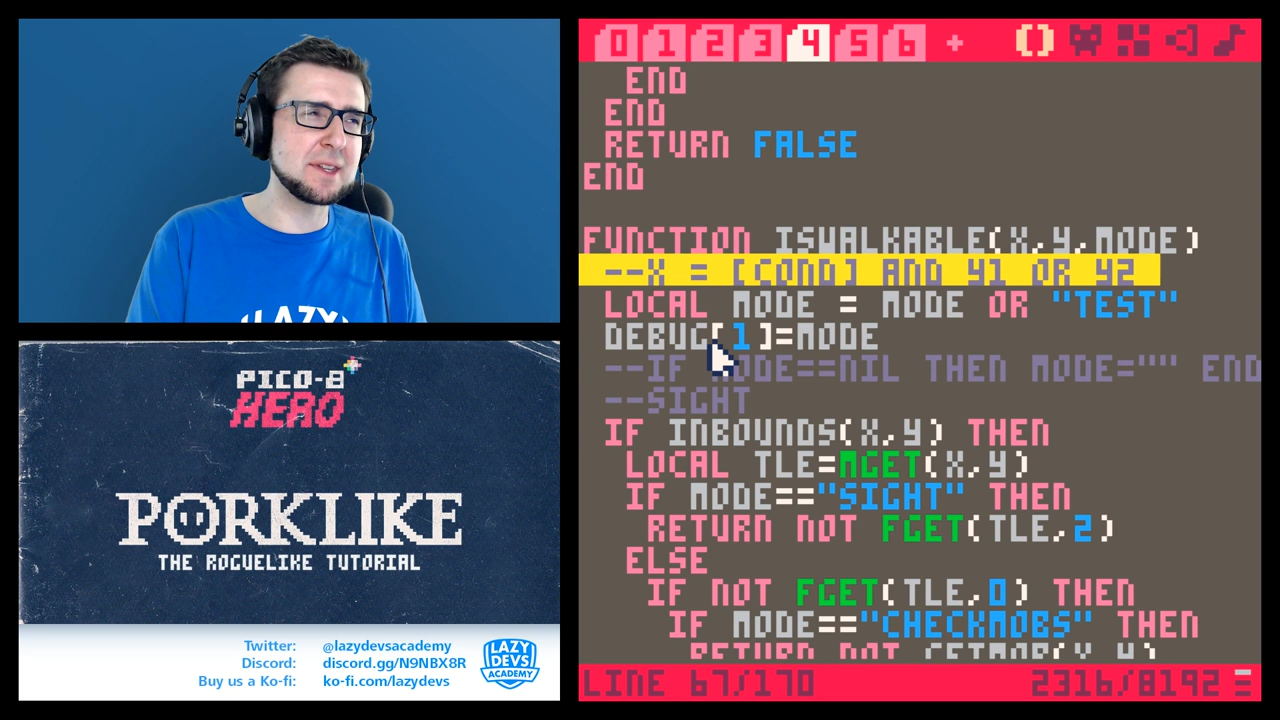 LAZY
PICO-8
HERO
PORKLIKE
THE ROGUELIKE TUTORIAL
Twitter: @lazydevsacademy
Discord: discord.gg/N9NBX8R
Buy us a Ko-fi: ko-fi.com/lazydevs
LAZY
DEVS
ACADEMY
0 1 2 3 4 5 6 +
END
END
RETURN FALSE
END
FUNCTION ISWALKABLE(X,Y,MODE)
--X = [COND] AND Y1 OR Y2
LOCAL MODE = MODE OR "TEST"
DEBUG[1]=MODE
--IF MODE==NIL THEN MODE="" END
--SIGHT
IF INBOUNDS(X,Y) THEN
LOCAL TLE=MGET(X,Y)
IF MODE=="SIGHT" THEN
RETURN NOT FGET(TLE,2)
ELSE
IF NOT FGET(TLE,0) THEN
IF MODE=="CHECKMOBS" THEN
RETURN NOT GETMOB(X,Y)
LINE 67/170 2316/8192